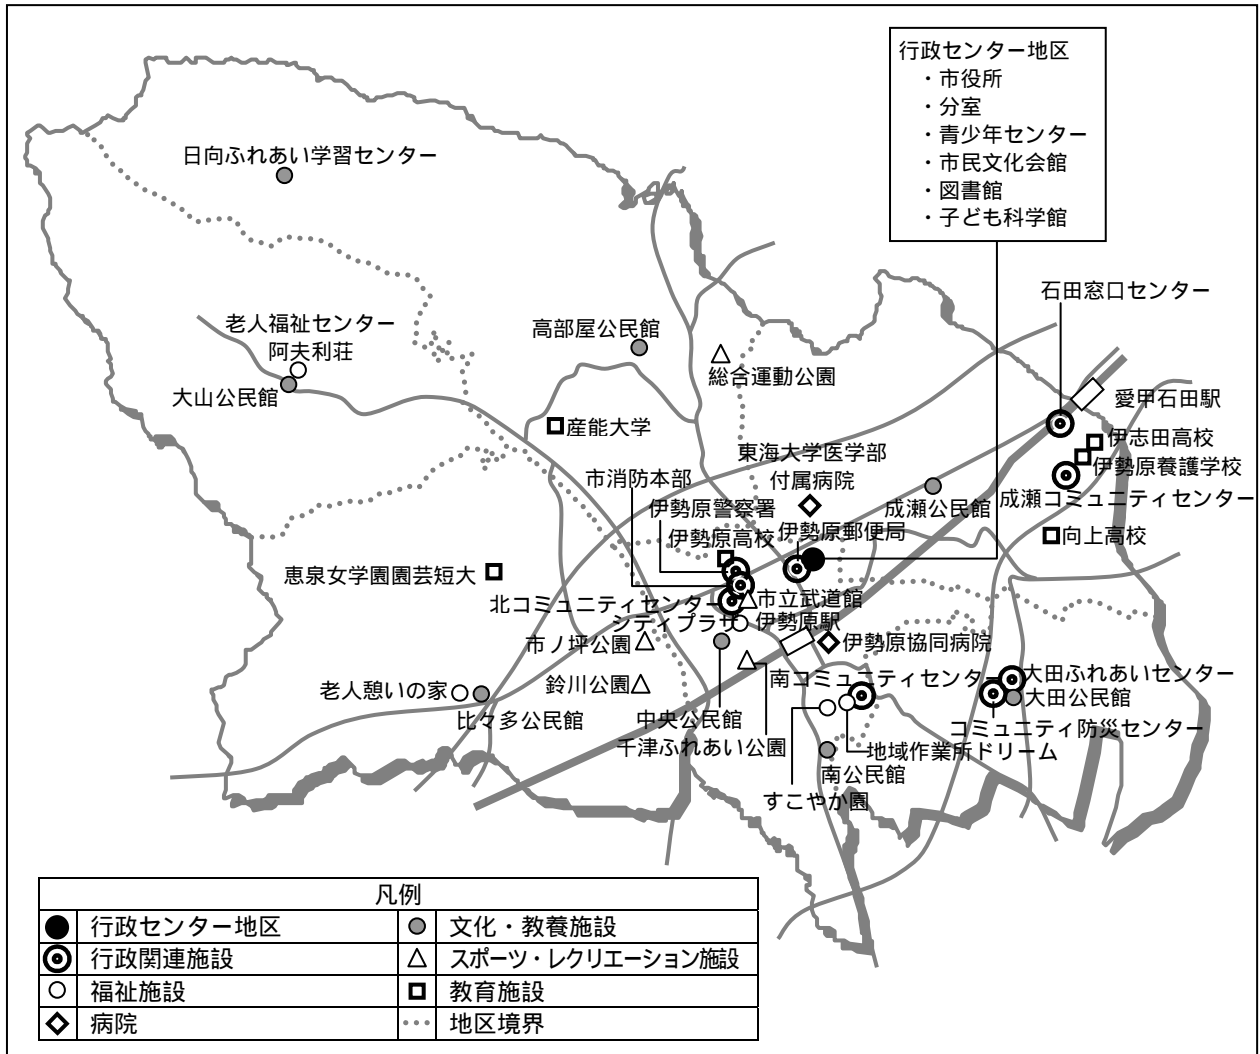 行政センター地区
・市役所
・分室
・青少年センター
・市民文化会館
・図書館
・子ども科学館
日向ふれあい学習センター
石田窓口センター
老人福祉センター
阿夫利荘
高部屋公民館
大山公民館
総合運動公園
愛甲石田駅
産能大学
伊志田高校
東海大学医学部
付属病院
伊勢原養護学校
市消防本部
成瀬コミュニティセンター
伊勢原警察署
成瀬公民館
伊勢原高校
伊勢原郵便局
向上高校
恵泉女学園園芸短大
北コミュニティセンター
市立武道館
シティプラザ
伊勢原駅
市ノ坪公園
伊勢原協同病院
鈴川公園
南コミュニティセンター
大田ふれあいセンター
老人憩いの家
大田公民館
比々多公民館
中央公民館
コミュニティ防災センター
千津ふれあい公園
地域作業所ドリーム
南公民館
すこやか園
凡例
行政センター地区
文化・教養施設
行政関連施設
スポーツ・レクリエーション施設
福祉施設
教育施設
病院
地区境界